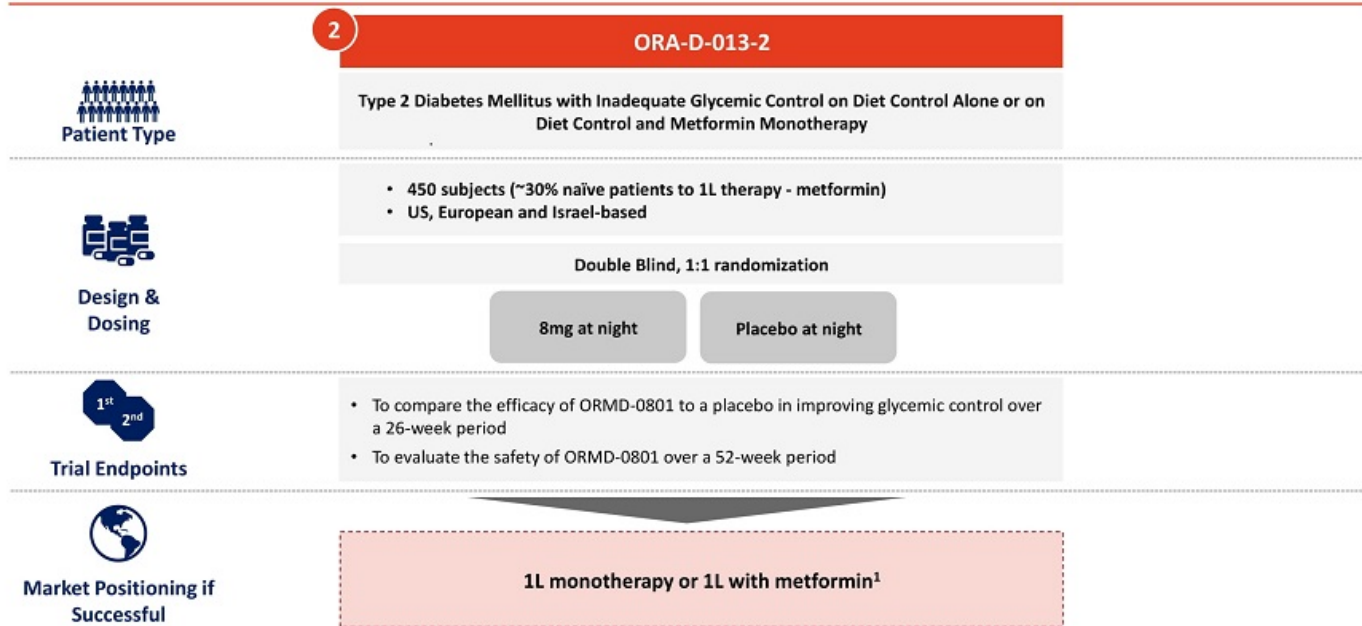 2
ORA-D-013-2
Patient Type
Type 2 Diabetes Mellitus with Inadequate Glycemic Control on Diet Control Alone or on
Diet Control and Metformin Monotherapy
Design &
Dosing
• 450 subjects (~30% naïve patients to 1L therapy - metformin)
• US, European and Israel-based
Double Blind, 1:1 randomization
8mg at night
Placebo at night
1st
2nd
Trial Endpoints
• To compare the efficacy of ORMD-0801 to a placebo in improving glycemic control over
a 26-week period
• To evaluate the safety of ORMD-0801 over a 52-week period
Market Positioning if
Successful
1L monotherapy or 1L with metformin¹